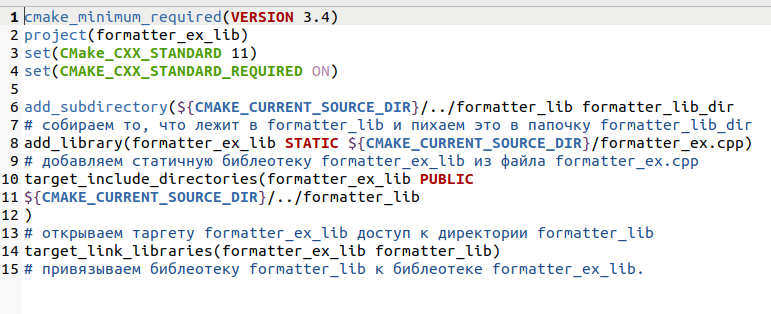 1 cmake_minimum_required(VERSION 3.4)
2 project(formatter_ex_lib)
3 set(CMake_CXX_STANDARD 11)
4 set(CMAKE_CXX_STANDARD_REQUIRED ON)
5
6 add_subdirectory(${CMAKE_CURRENT_SOURCE_DIR}/../formatter_lib formatter_lib_dir
7 # собираем то, что лежит в formatter_lib и пихаем это в папочку formatter_lib_dir
8 add_library(formatter_ex_lib STATIC ${CMAKE_CURRENT_SOURCE_DIR}/formatter_ex.cpp)
9 # добавляем статичную библеотеку formatter_ex_lib из файла formatter_ex.cpp
10 target_include_directories(formatter_ex_lib PUBLIC
11 ${CMAKE_CURRENT_SOURCE_DIR}/../formatter_lib
12 )
13 # открываем таргету formatter_ex_lib доступ к директории formatter_lib
14 target_link_libraries(formatter_ex_lib formatter_lib)
15 # привязываем библеотеку formatter_lib к библеотеке formatter_ex_lib.